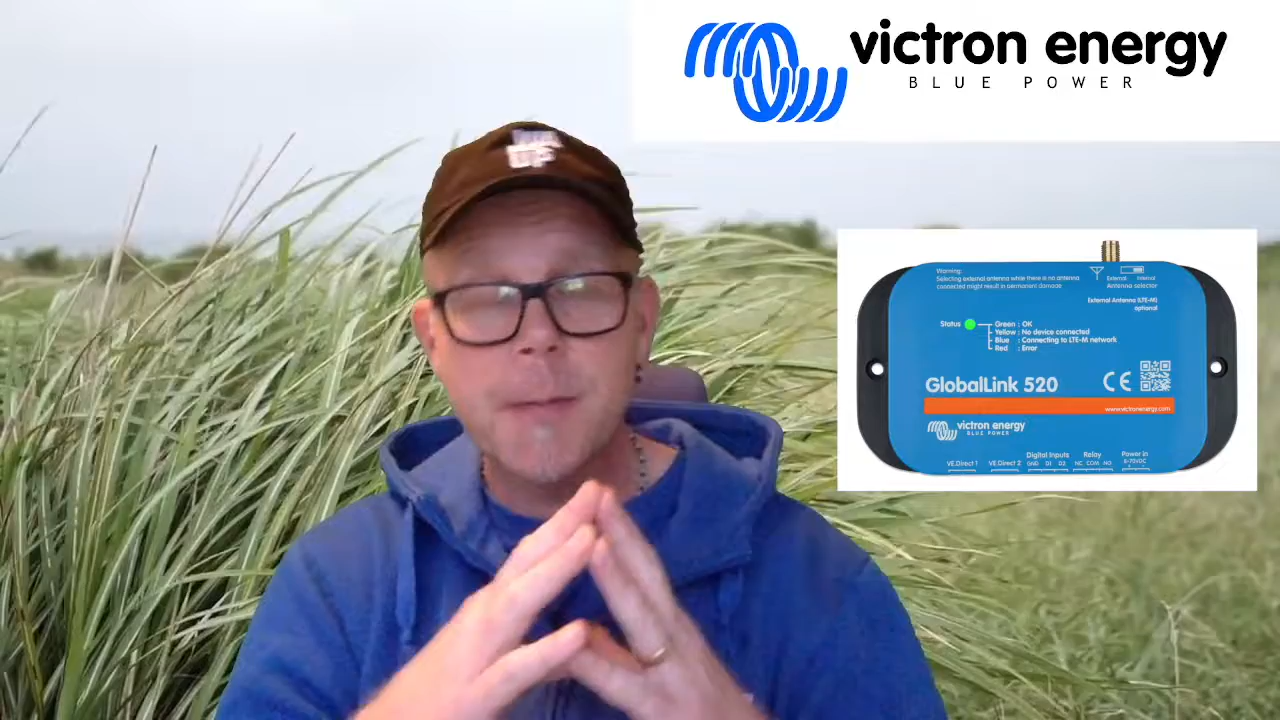 victron energy
BLUE POWER
Warning:
Selecting external antenna while there is no antenna
connected might result in permanent damage
External Internal
Antenna selector
External Antenna (LTE-M)
optional
Status
Green : OK
Yellow : No device connected
Blue : Connecting to LTE-M network
Red : Error
GlobalLink 520
CE
www.victronenergy.com
victron energy
BLUE POWER
VE.Direct 1
VE.Direct 2
Digital Inputs
GND D1 D2
Relay
NC COM NO
Power in
8-70VDC